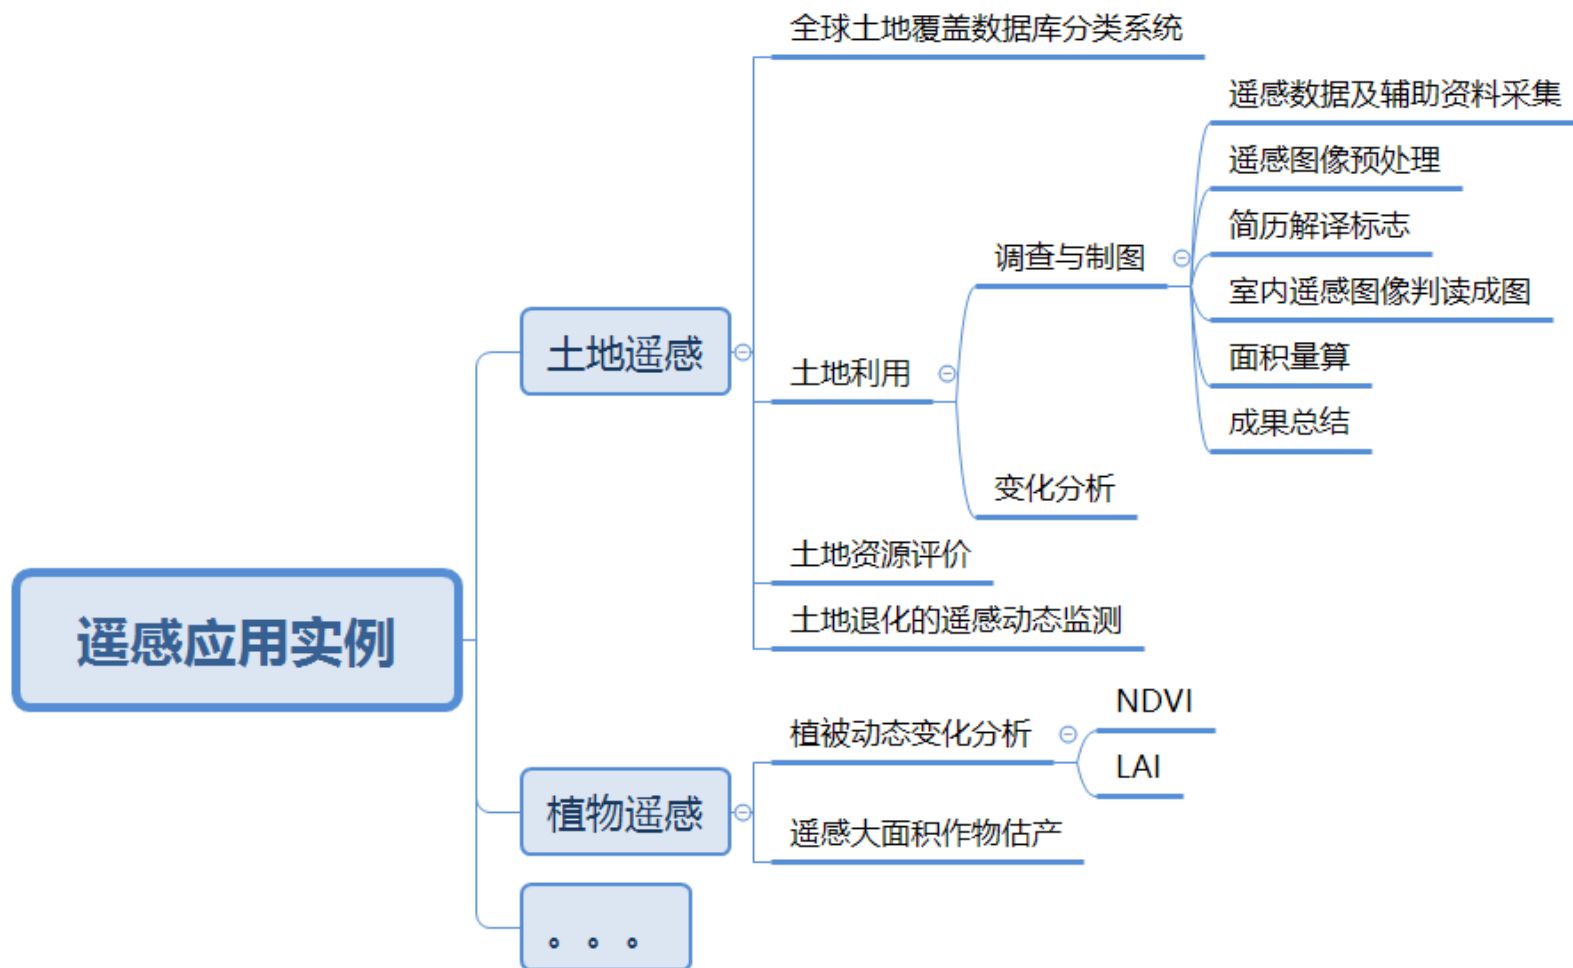 遥感应用实例
土地遥感
全球土地覆盖数据库分类系统
土地利用
调查与制图
遥感数据及辅助资料采集
遥感图像预处理
简历解译标志
室内遥感图像判读成图
面积量算
成果总结
变化分析
土地资源评价
土地退化的遥感动态监测
植物遥感
植被动态变化分析
NDVI
LAI
遥感大面积作物估产
。。。